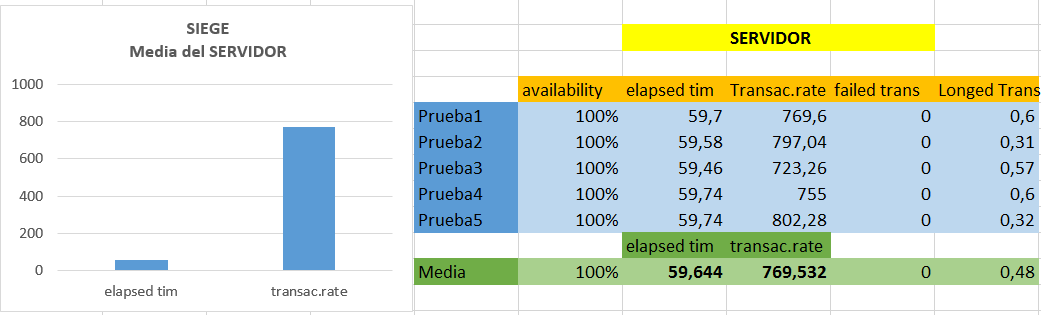 SIEGE
Media del SERVIDOR
1000
800
600
400
200
0
elapsed tim transac.rate
SERVIDOR
availability elapsed tim Transac.rate failed trans Longed Trans
Prueba1 100% 59,7 769,6 0 0,6
Prueba2 100% 59,58 797,04 0 0,31
Prueba3 100% 59,46 723,26 0 0,57
Prueba4 100% 59,74 755 0 0,6
Prueba5 100% 59,74 802,28 0 0,32
elapsed tim transac.rate
Media 100% 59,644 769,532 0 0,48